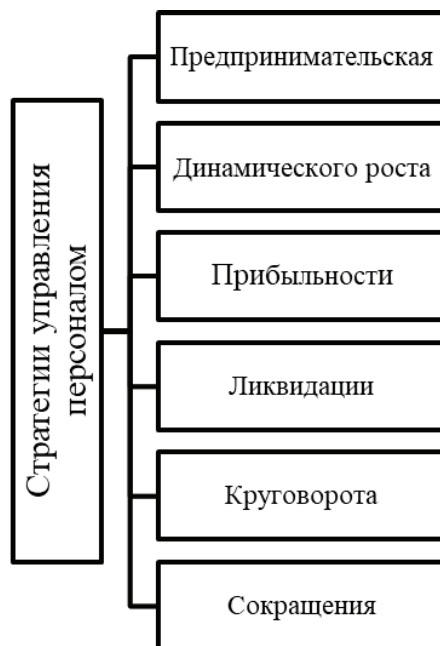 Стратегии управления
персоналом
Предпринимательская
Динамического роста
Прибыльности
Ликвидации
Круговорота
Сокращения